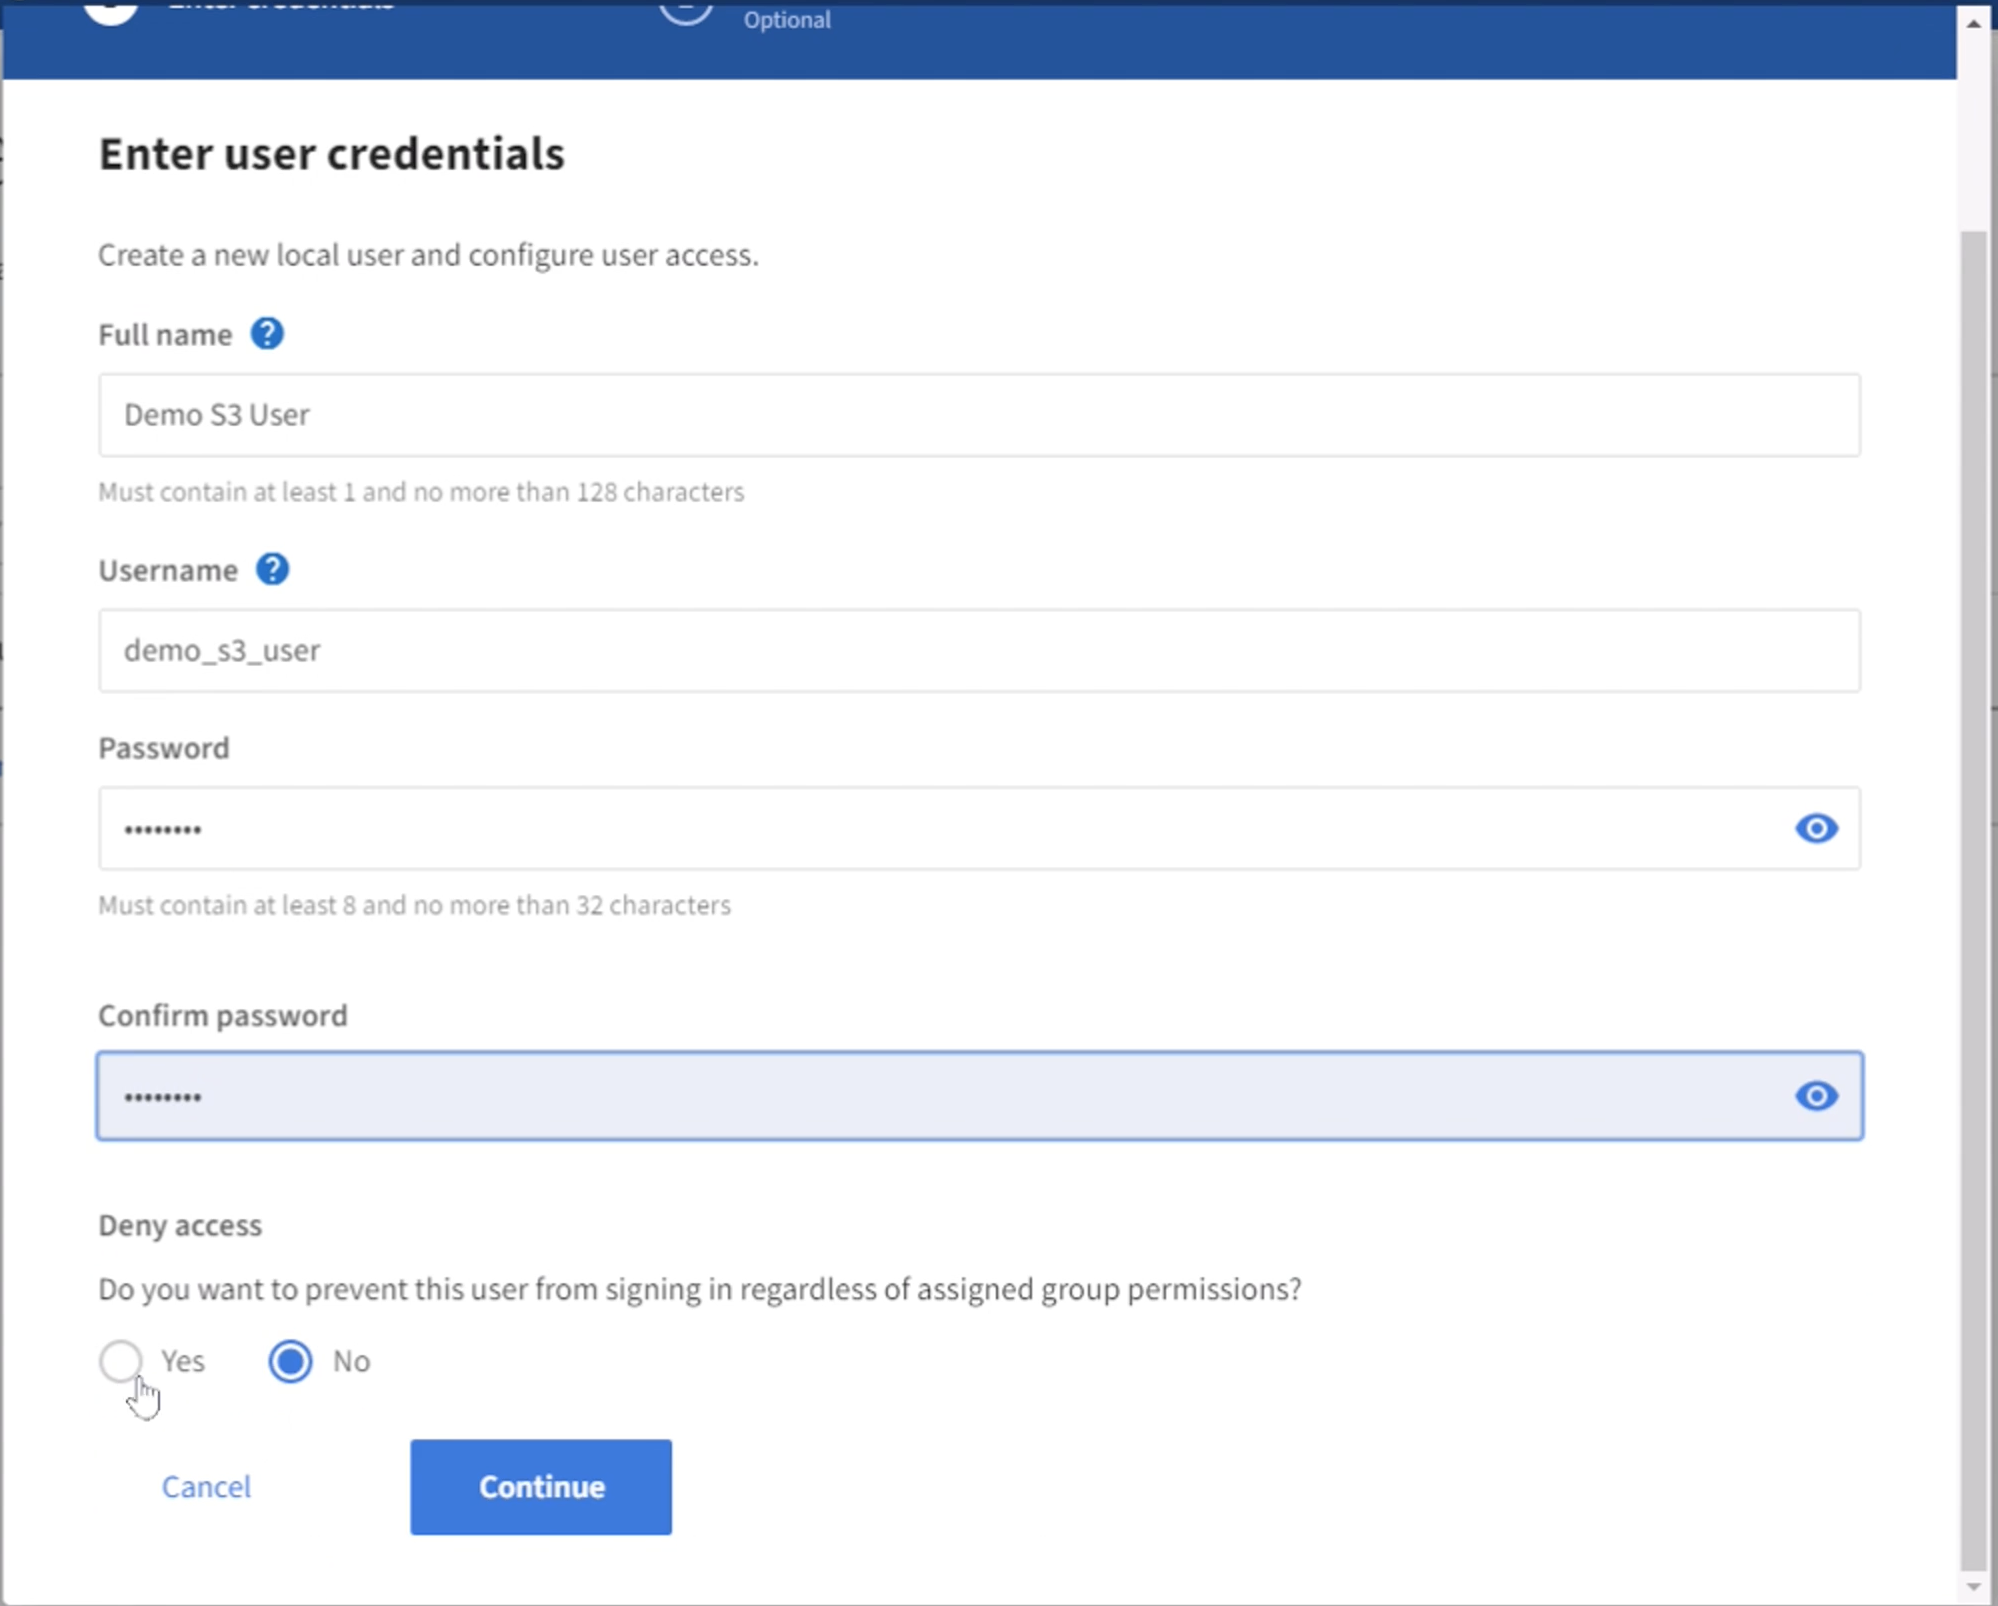 Enter credentials
Optional
Enter user credentials
Create a new local user and configure user access.
Full name ?
Demo S3 User
Must contain at least 1 and no more than 128 characters
Username ?
demo_s3_user
Password
••••••••
Must contain at least 8 and no more than 32 characters
Confirm password
••••••••
Deny access
Do you want to prevent this user from signing in regardless of assigned group permissions?
Yes No
Cancel Continue